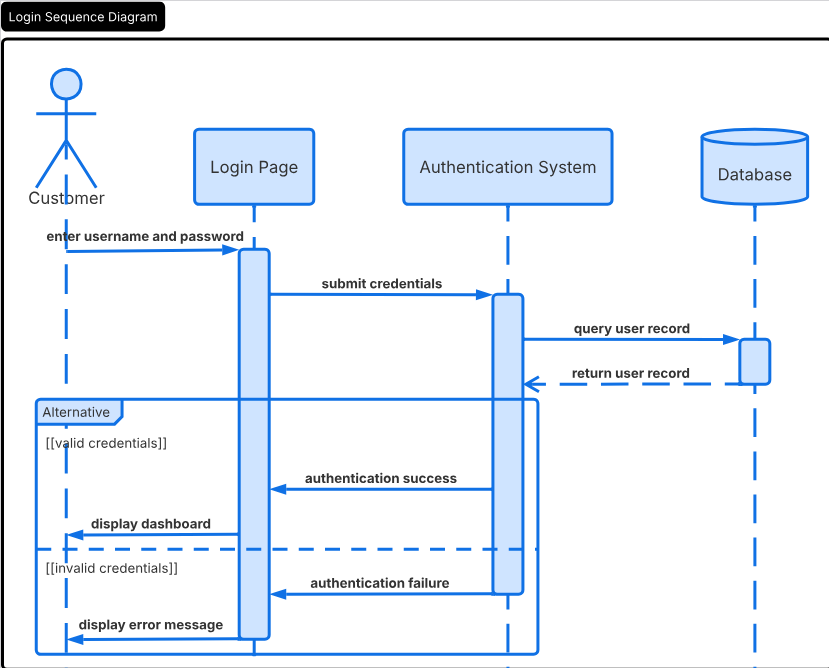 Login Sequence Diagram
Customer
Login Page
Authentication System
Database
enter username and password
submit credentials
query user record
return user record
Alternative
[[valid credentials]]
authentication success
display dashboard
[[invalid credentials]]
authentication failure
display error message